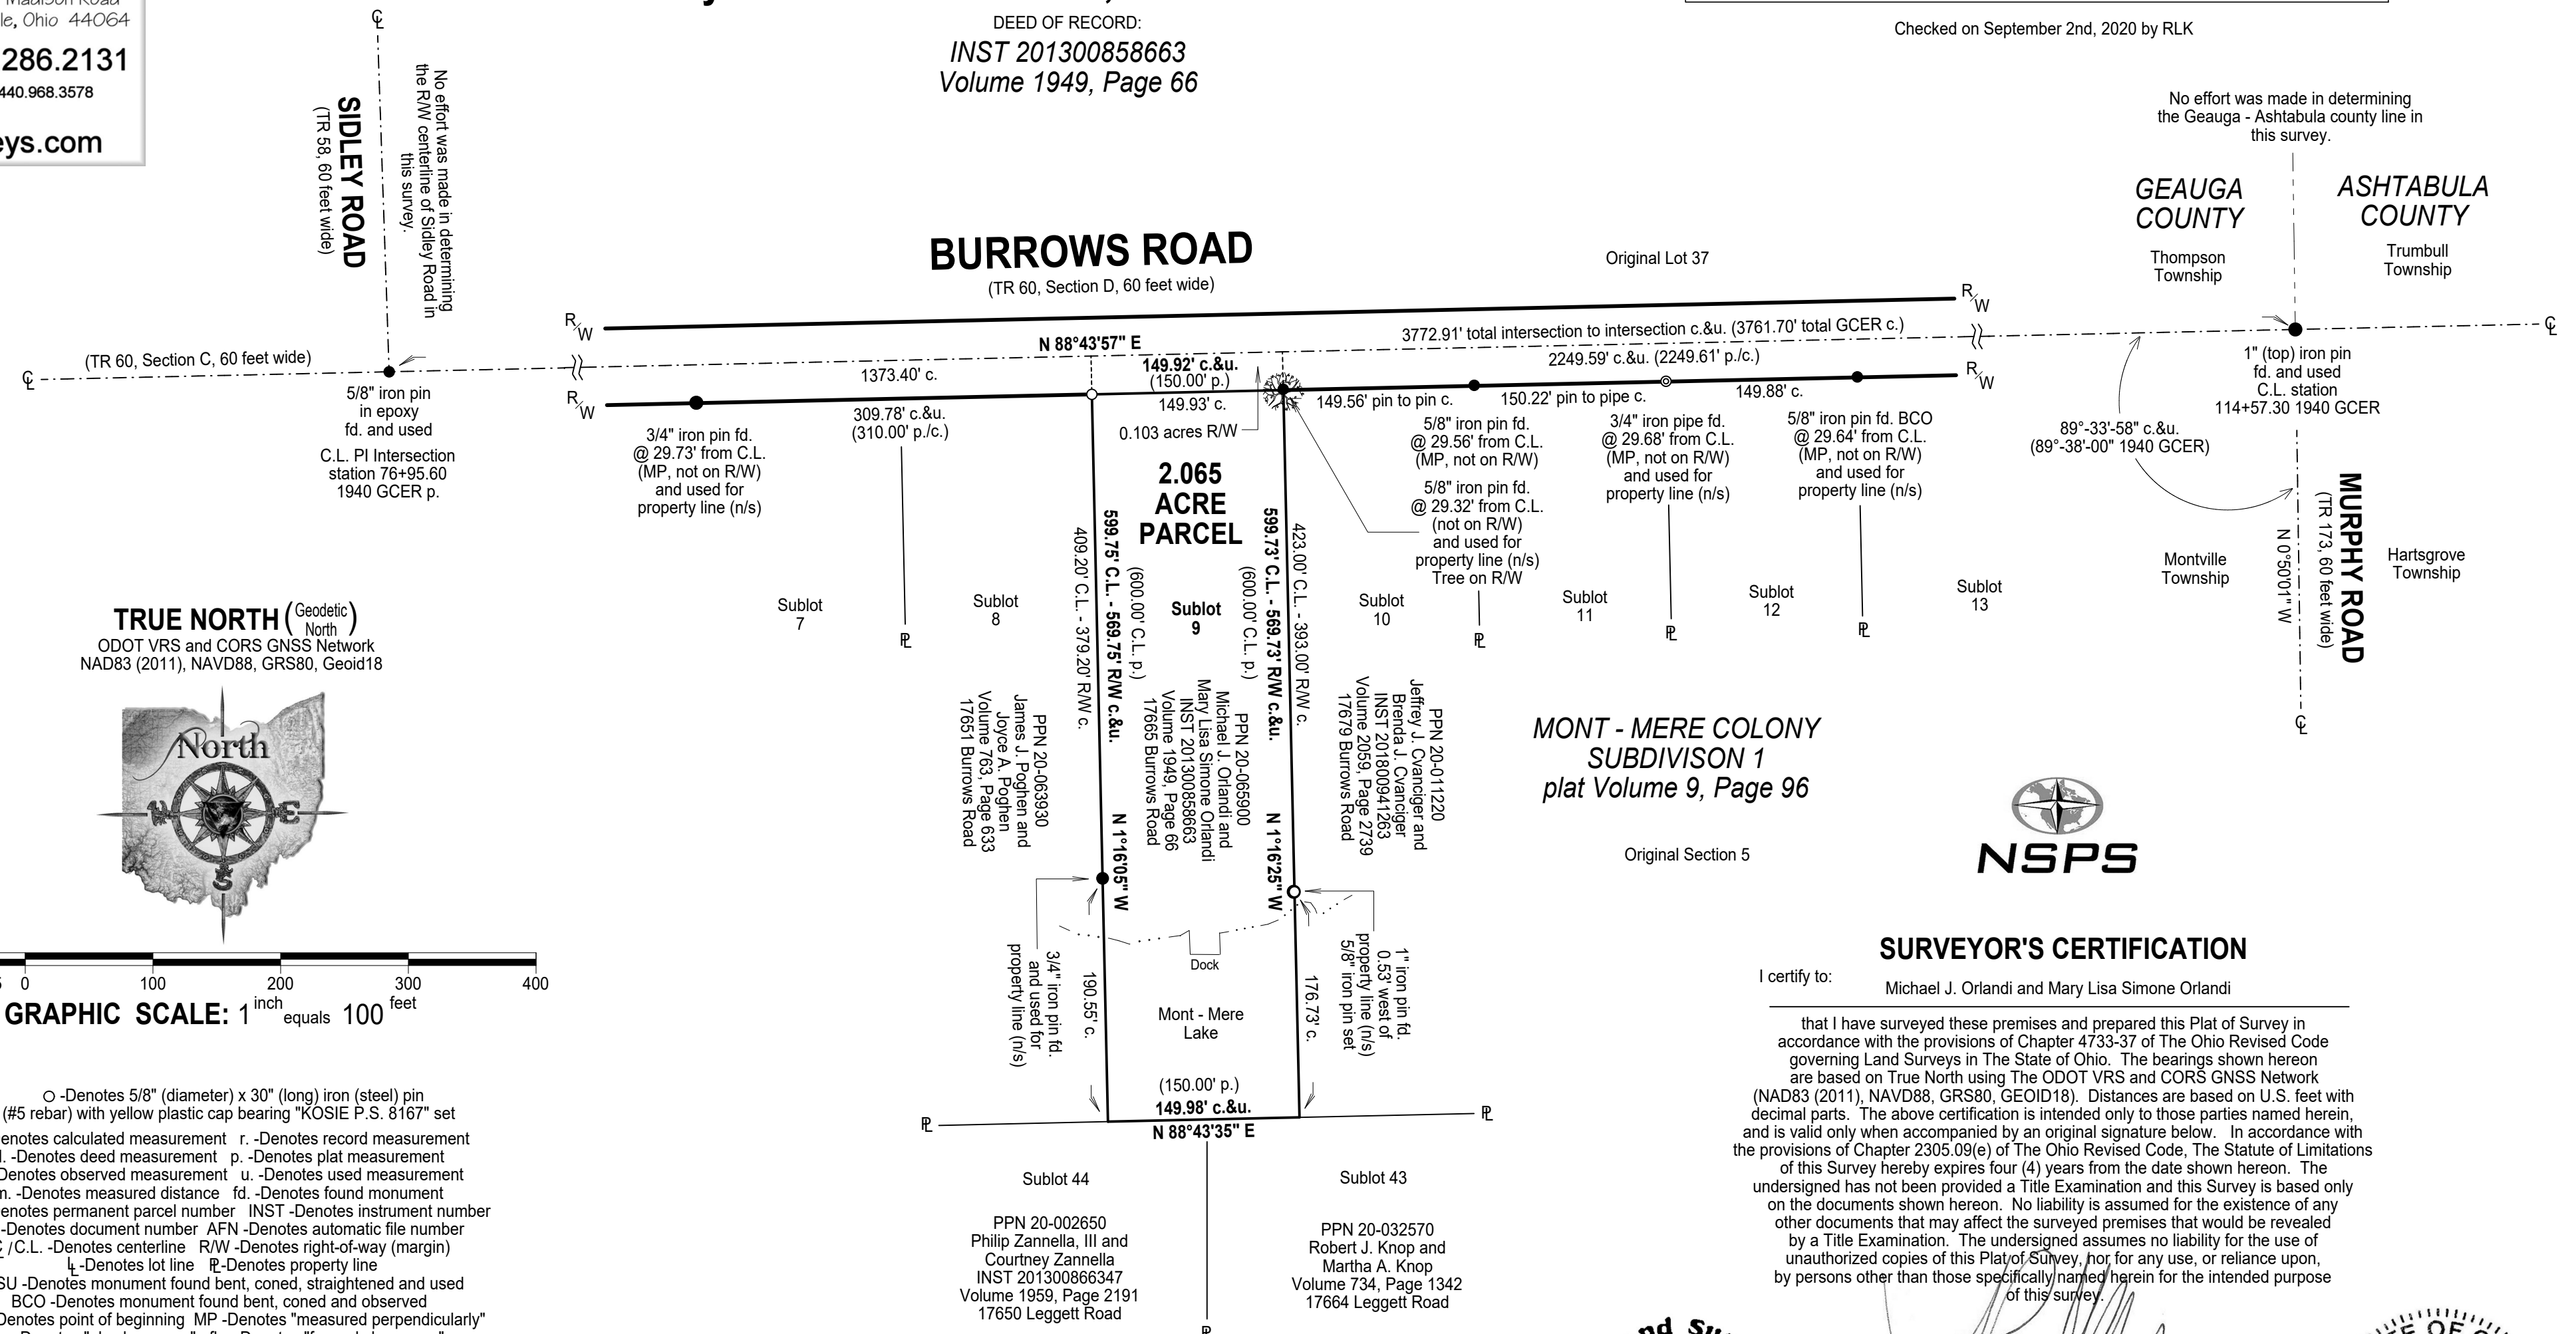 Madison Road
le, Ohio 44064
286.2131
440.968.3578
eys.com
DEED OF RECORD:
INST 201300858663
Volume 1949, Page 66
Checked on September 2nd, 2020 by RLK
No effort was made in determining
the Geauga - Ashtabula county line in
this survey.
GEAUGA
COUNTY
Thompson
Township
ASHTABULA
COUNTY
Trumbull
Township
℄
SIDLEY ROAD
(TR 58, 60 feet wide)
No effort was made in determining
the R/W centerline of Sidley Road in
this survey.
BURROWS ROAD
(TR 60, Section D, 60 feet wide)
Original Lot 37
R/W
R/W
N 88°43'57" E
3772.91' total intersection to intersection c.&u. (3761.70' total GCER c.)
℄
(TR 60, Section C, 60 feet wide)
℄
1373.40' c.
149.92' c.&u.
(150.00' p.)
2249.59' c.&u. (2249.61' p./c.)
R/W
R/W
309.78' c.&u.
(310.00' p./c.)
149.93' c.
0.103 acres R/W
149.56' pin to pin c.
150.22' pin to pipe c.
149.88' c.
5/8" iron pin
in epoxy
fd. and used
C.L. PI Intersection
station 76+95.60
1940 GCER p.
3/4" iron pin fd.
@ 29.73' from C.L.
(MP, not on R/W)
and used for
property line (n/s)
5/8" iron pin fd.
@ 29.56' from C.L.
(MP, not on R/W)
5/8" iron pin fd.
@ 29.32' from C.L.
(not on R/W)
and used for
property line (n/s)
Tree on R/W
3/4" iron pipe fd.
@ 29.68' from C.L.
(MP, not on R/W)
and used for
property line (n/s)
5/8" iron pin fd. BCO
@ 29.64' from C.L.
(MP, not on R/W)
and used for
property line (n/s)
1" (top) iron pin
fd. and used
C.L. station
114+57.30 1940 GCER
89°-33'-58" c.&u.
(89°-38'-00" 1940 GCER)
MURPHY ROAD
(TR 173, 60 feet wide)
N 0°50'01" W
℄
Montville
Township
Hartsgrove
Township
2.065
ACRE
PARCEL
409.20' C.L. - 379.20' R/W c.
599.75' C.L. - 569.75' R/W c.&u.
N 1°16'05" W
(600.00' C.L. p.)
(600.00' C.L. p.)
599.73' C.L. - 569.73' R/W c.&u.
N 1°16'25" W
423.00' C.L. - 393.00' R/W c.
Sublot
7
Sublot
8
Sublot
9
Sublot
10
Sublot
11
Sublot
12
Sublot
13
PL
PL
PL
PL
PPN 20-063930
James J. Poghen and
Joyce A. Poghen
Volume 763, Page 633
17651 Burrows Road
PPN 20-065900
Michael J. Orlandi and
Mary Lisa Simone Orlandi
INST 201300858663
Volume 1949, Page 66
17665 Burrows Road
PPN 20-011220
Jeffrey J. Cvanciger and
Brenda J. Cvanciger
INST 201800941263
Volume 2059, Page 2739
17679 Burrows Road
MONT - MERE COLONY
SUBDIVISON 1
plat Volume 9, Page 96
Original Section 5
NSPS
TRUE NORTH (Geodetic North)
ODOT VRS and CORS GNSS Network
NAD83 (2011), NAVD88, GRS80, Geoid18
North
W E
S
0 100 200 300 400
GRAPHIC SCALE: 1 inch equals 100 feet
3/4" iron pin fd.
and used for
property line (n/s)
190.55' c.
Dock
Mont - Mere
Lake
176.73' c.
1" iron pin fd.
0.53' west of
property line (n/s)
5/8" iron pin set
(150.00' p.)
149.98' c.&u.
N 88°43'35" E
PL
PL
Sublot 44
PPN 20-002650
Philip Zannella, III and
Courtney Zannella
INST 201300866347
Volume 1959, Page 2191
17650 Leggett Road
Sublot 43
PPN 20-032570
Robert J. Knop and
Martha A. Knop
Volume 734, Page 1342
17664 Leggett Road
-Denotes 5/8" (diameter) x 30" (long) iron (steel) pin
(#5 rebar) with yellow plastic cap bearing "KOSIE P.S. 8167" set
enotes calculated measurement r. -Denotes record measurement
. -Denotes deed measurement p. -Denotes plat measurement
Denotes observed measurement u. -Denotes used measurement
m. -Denotes measured distance fd. -Denotes found monument
enotes permanent parcel number INST -Denotes instrument number
-Denotes document number AFN -Denotes automatic file number
/C.L. -Denotes centerline R/W -Denotes right-of-way (margin)
LL-Denotes lot line PL-Denotes property line
SU -Denotes monument found bent, coned, straightened and used
BCO -Denotes monument found bent, coned and observed
Denotes point of beginning MP -Denotes "measured perpendicularly"
SURVEYOR'S CERTIFICATION
I certify to:
Michael J. Orlandi and Mary Lisa Simone Orlandi
that I have surveyed these premises and prepared this Plat of Survey in
accordance with the provisions of Chapter 4733-37 of The Ohio Revised Code
governing Land Surveys in The State of Ohio. The bearings shown hereon
are based on True North using The ODOT VRS and CORS GNSS Network
(NAD83 (2011), NAVD88, GRS80, GEOID18). Distances are based on U.S. feet with
decimal parts. The above certification is intended only to those parties named herein,
and is valid only when accompanied by an original signature below. In accordance with
the provisions of Chapter 2305.09(e) of The Ohio Revised Code, The Statute of Limitations
of this Survey hereby expires four (4) years from the date shown hereon. The
undersigned has not been provided a Title Examination and this Survey is based only
on the documents shown hereon. No liability is assumed for the existence of any
other documents that may affect the surveyed premises that would be revealed
by a Title Examination. The undersigned assumes no liability for the use of
unauthorized copies of this Plat of Survey, nor for any use, or reliance upon,
by persons other than those specifically named herein for the intended purpose
of this survey.